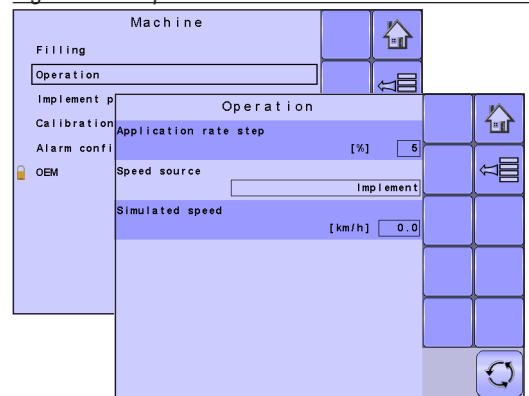 Machine
Filling
Operation
Implement p
Calibration
Alarm confi
OEM
Operation
Application rate step
[%] 5
Speed source
Implement
Simulated speed
[km/h] 0.0